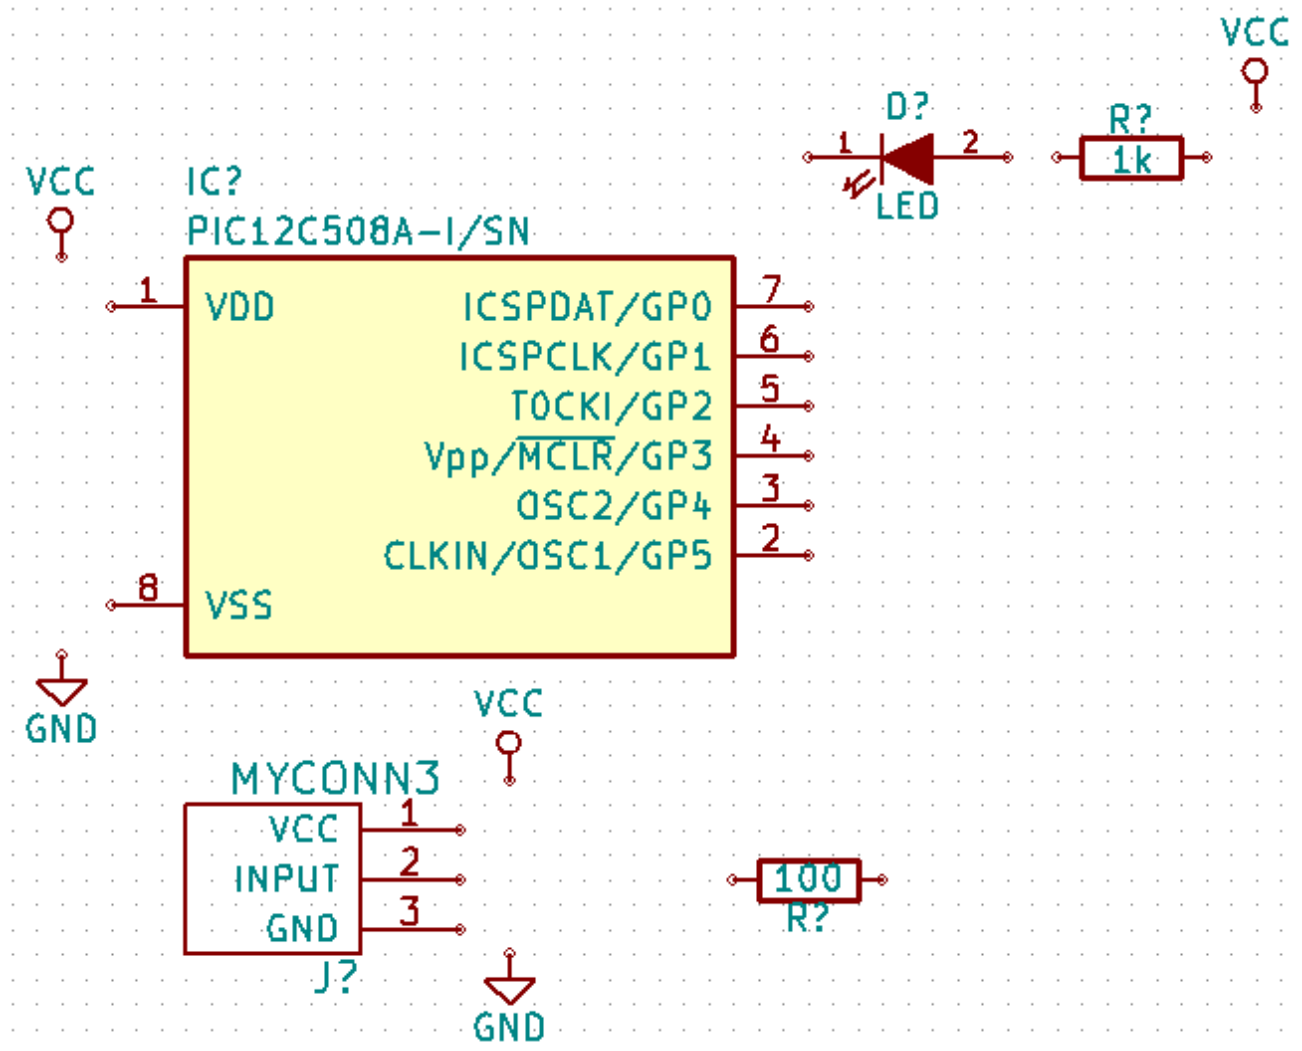 VCC
D?
R?
1 2
1k
LED
VCC
IC?
PIC12C508A-I/SN
1 VDD ICSPDAT/GP0 7
ICSPCLK/GP1 6
T0CKI/GP2 5
Vpp/MCLR/GP3 4
OSC2/GP4 3
CLKIN/OSC1/GP5 2
8 VSS
GND
VCC
MYCONN3
VCC 1
INPUT 2
GND 3
J?
GND
100
R?